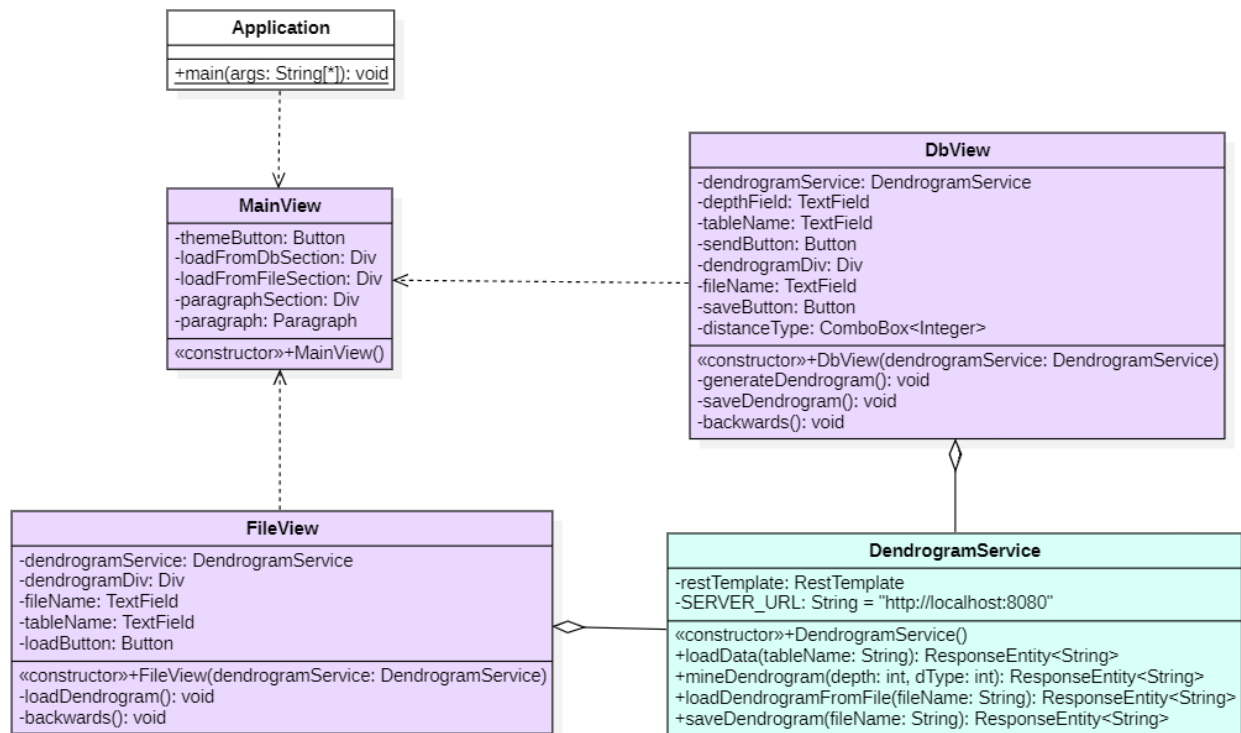 Application
+main(args: String[*]): void
MainView
-themeButton: Button
-loadFromDbSection: Div
-loadFromFileSection: Div
-paragraphSection: Div
-paragraph: Paragraph
«constructor»+MainView()
DbView
-dendrogramService: DendrogramService
-depthField: TextField
-tableName: TextField
-sendButton: Button
-dendrogramDiv: Div
-fileName: TextField
-saveButton: Button
-distanceType: ComboBox<Integer>
«constructor»+DbView(dendrogramService: DendrogramService)
-generateDendrogram(): void
-saveDendrogram(): void
-backwards(): void
FileView
-dendrogramService: DendrogramService
-dendrogramDiv: Div
-fileName: TextField
-tableName: TextField
-loadButton: Button
«constructor»+FileView(dendrogramService: DendrogramService)
-loadDendrogram(): void
-backwards(): void
DendrogramService
-restTemplate: RestTemplate
-SERVER_URL: String = "http://localhost:8080"
«constructor»+DendrogramService()
+loadData(tableName: String): ResponseEntity<String>
+mineDendrogram(depth: int, dType: int): ResponseEntity<String>
+loadDendrogramFromFile(fileName: String): ResponseEntity<String>
+saveDendrogram(fileName: String): ResponseEntity<String>